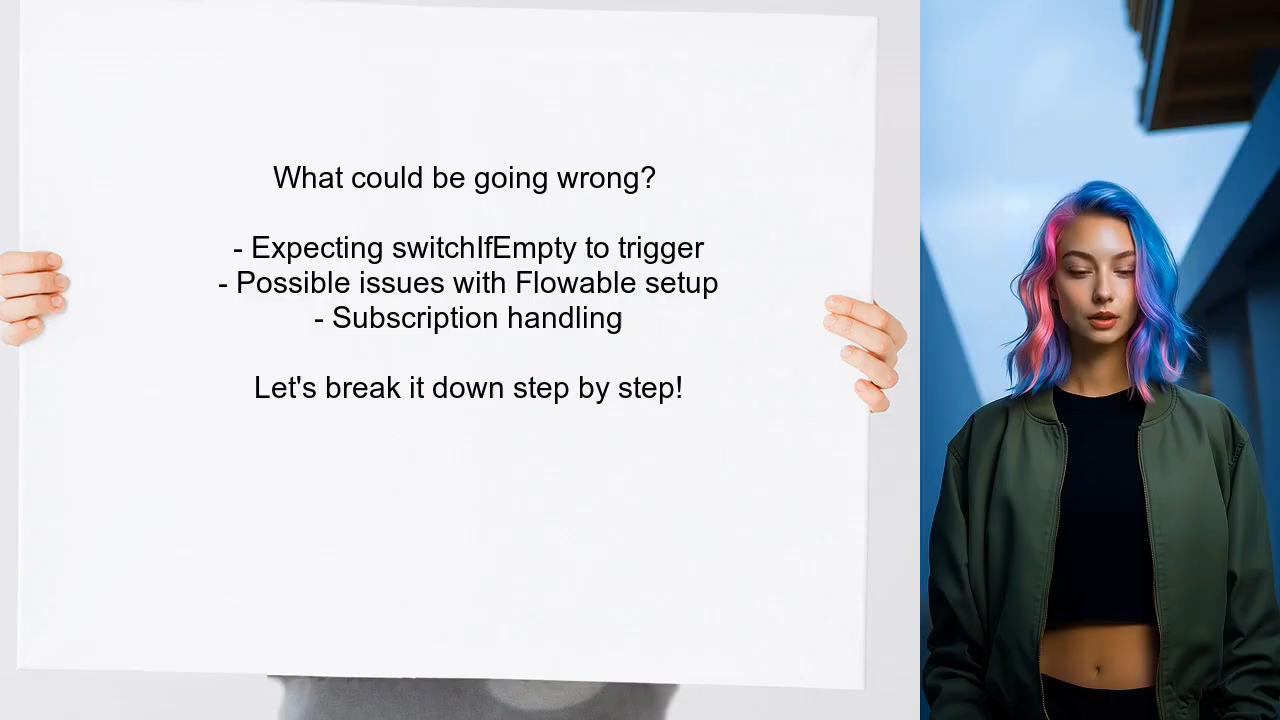 What could be going wrong?
- Expecting switchIfEmpty to trigger
- Possible issues with Flowable setup
- Subscription handling
Let's break it down step by step!